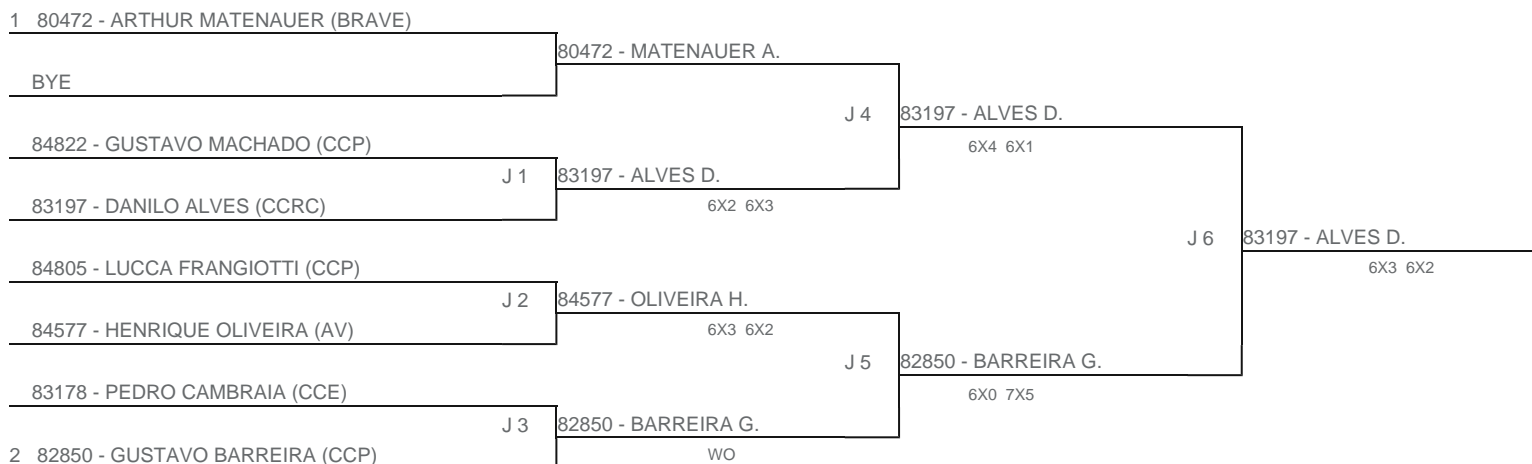 1 80472 - ARTHUR MATENAUER (BRAVE)
80472 - MATENAUER A.
BYE
J 4 83197 - ALVES D.
84822 - GUSTAVO MACHADO (CCP)
6X4 6X1
J 1 83197 - ALVES D.
83197 - DANILO ALVES (CCRC)
6X2 6X3
J 6 83197 - ALVES D.
84805 - LUCCA FRANGIOTTI (CCP)
6X3 6X2
J 2 84577 - OLIVEIRA H.
84577 - HENRIQUE OLIVEIRA (AV)
6X3 6X2
J 5 82850 - BARREIRA G.
83178 - PEDRO CAMBRAIA (CCE)
6X0 7X5
J 3 82850 - BARREIRA G.
2 82850 - GUSTAVO BARREIRA (CCP)
WO